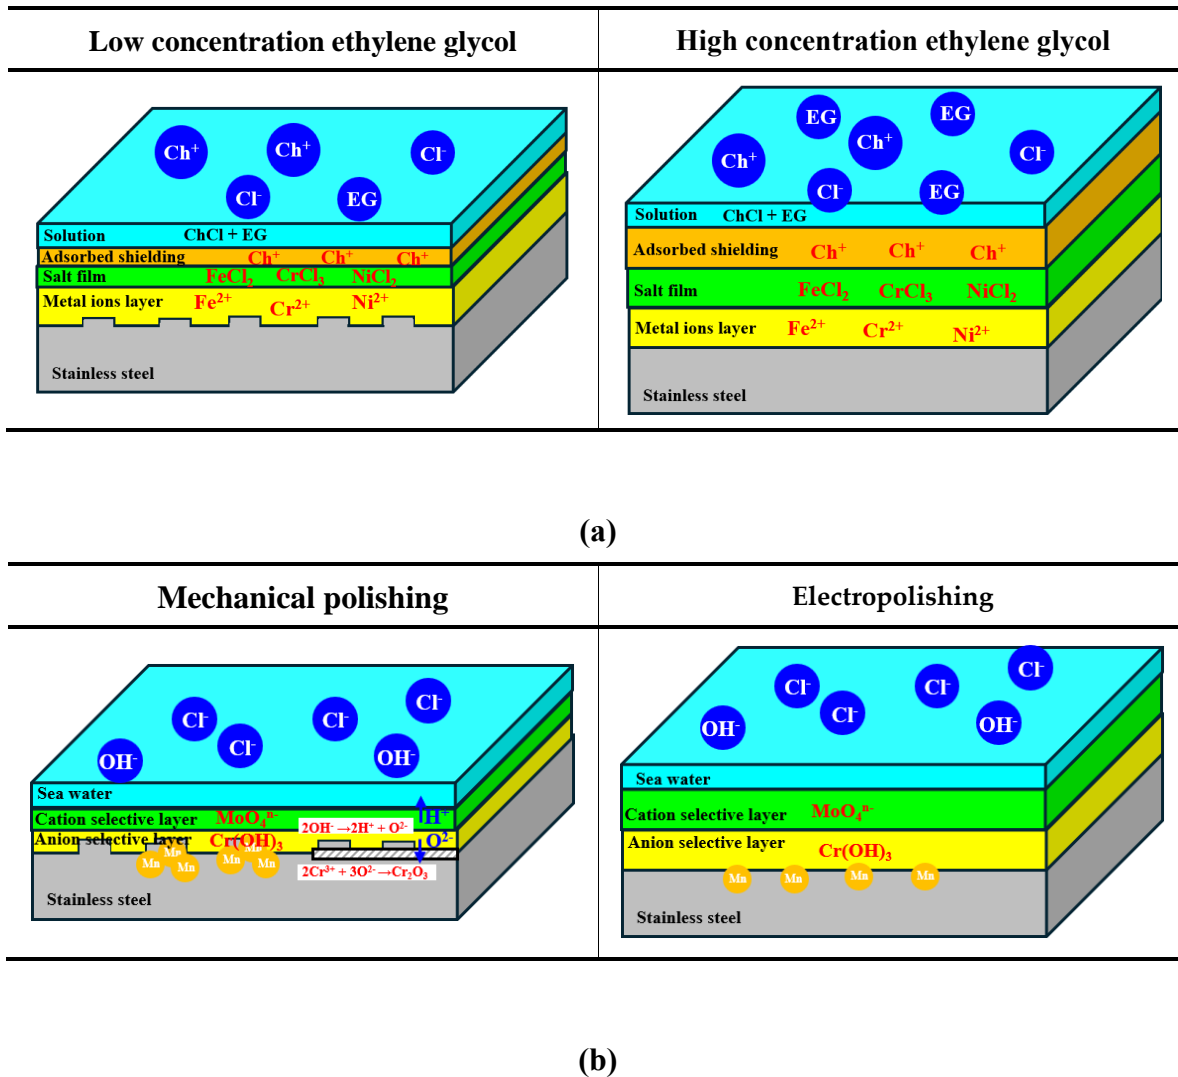 Low concentration ethylene glycol
High concentration ethylene glycol
Ch⁺
Ch⁺
Cl⁻
Cl⁻
EG
Solution ChCl + EG
Adsorbed shielding Ch⁺ Ch⁺ Ch⁺
Salt film FeCl₂ CrCl₃ NiCl₂
Metal ions layer Fe²⁺ Cr²⁺ Ni²⁺
Stainless steel
EG
EG
Ch⁺
Ch⁺
Cl⁻
Cl⁻
EG
Solution ChCl + EG
Adsorbed shielding Ch⁺ Ch⁺ Ch⁺
Salt film FeCl₂ CrCl₃ NiCl₂
Metal ions layer Fe²⁺ Cr²⁺ Ni²⁺
Stainless steel
(a)
Mechanical polishing
Electropolishing
Cl⁻
Cl⁻
Cl⁻
Cl⁻
OH⁻
OH⁻
Sea water
Cation selective layer MoO₄ⁿ⁻ H⁺
2OH⁻→2H⁺ + O²⁻
Anion selective layer Cr(OH)₃ O²⁻
Mn Mn Mn Mn Mn Mn
2Cr³⁺ + 3O²⁻→Cr₂O₃
Stainless steel
Cl⁻
Cl⁻
Cl⁻
Cl⁻
OH⁻
OH⁻
Sea water
Cation selective layer MoO₄ⁿ⁻
Anion selective layer Cr(OH)₃
Mn Mn Mn Mn
Stainless steel
(b)